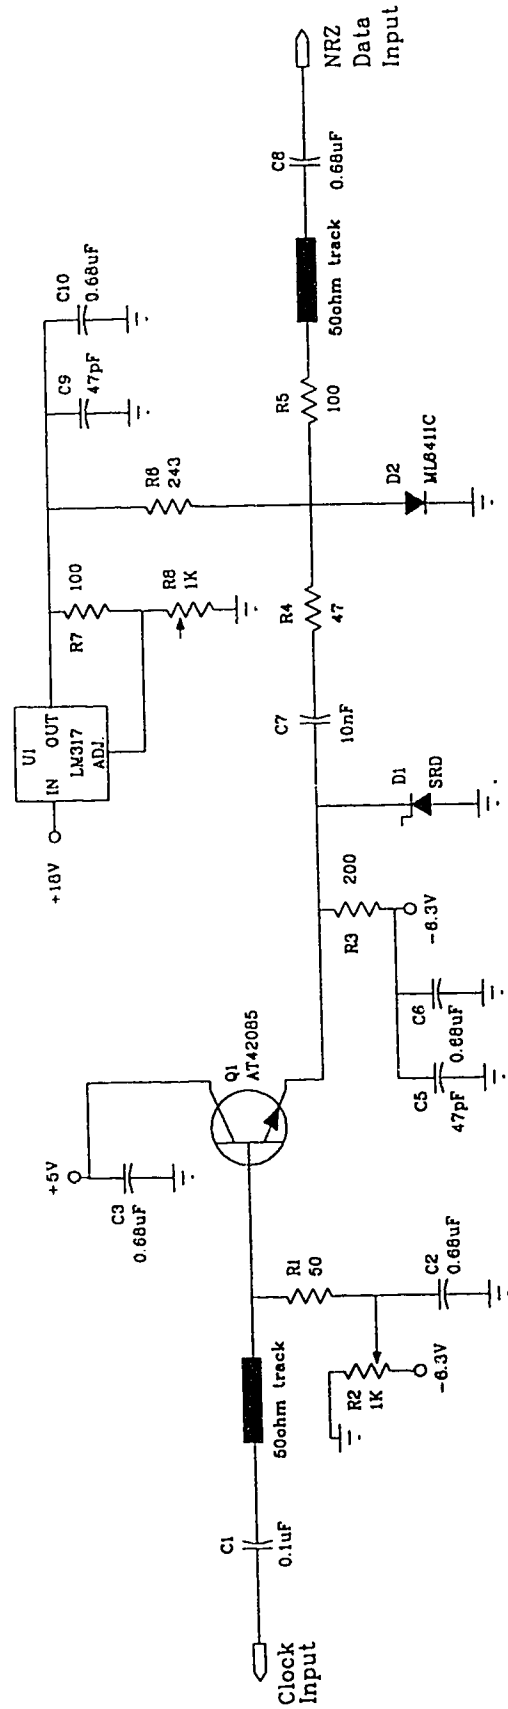 Clock
Input
C1
0.1uF
50ohm track
R1
50
R2
1K
-6.3V
C2
0.68uF
+5V
C3
0.68uF
Q1
AT42085
C5
47pF
C6
0.68uF
R3
200
-6.3V
D1
SRD
C7
10nF
R4
47
+18V
U1
IN
OUT
LM317
ADJ.
R7
100
R8
1K
R6
243
C9
47pF
C10
0.68uF
D2
ML6411C
R5
100
50ohm track
C8
0.68uF
NRZ
Data
Input